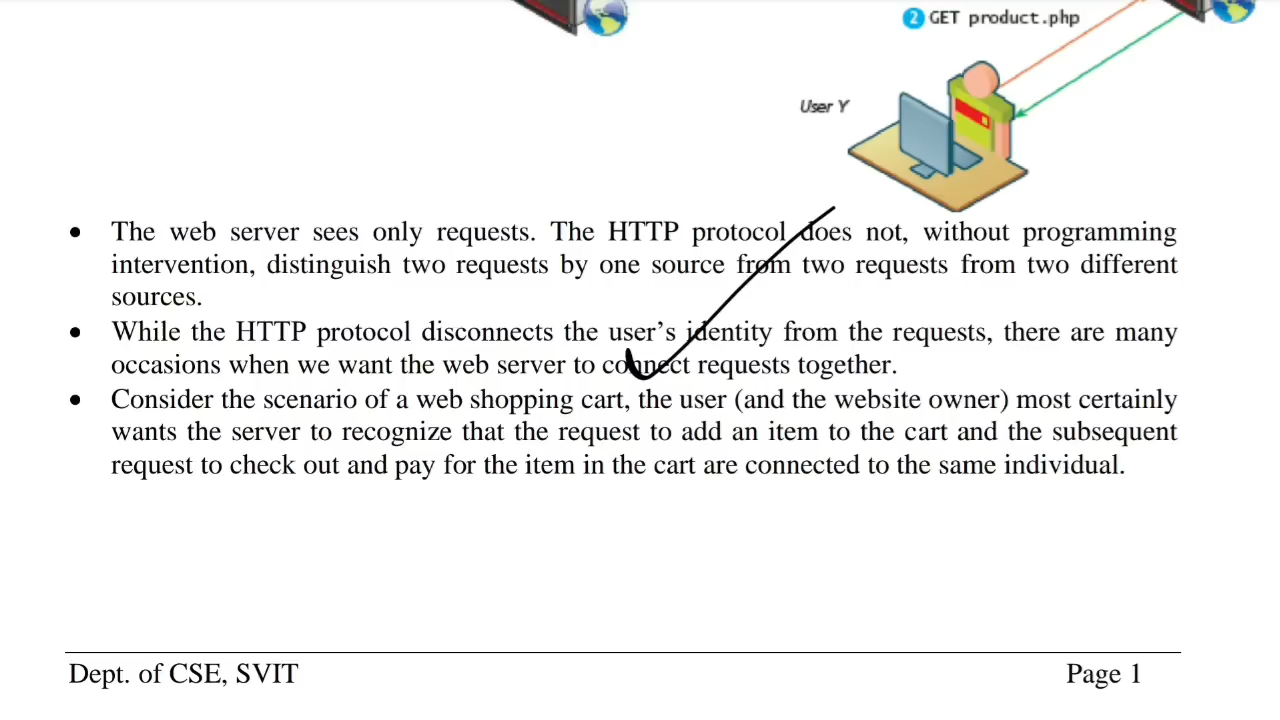 2 GET product.php
User Y
• The web server sees only requests. The HTTP protocol does not, without programming
intervention, distinguish two requests by one source from two requests from two different
sources.
• While the HTTP protocol disconnects the user’s identity from the requests, there are many
occasions when we want the web server to connect requests together.
• Consider the scenario of a web shopping cart, the user (and the website owner) most certainly
wants the server to recognize that the request to add an item to the cart and the subsequent
request to check out and pay for the item in the cart are connected to the same individual.
Dept. of CSE, SVIT Page 1